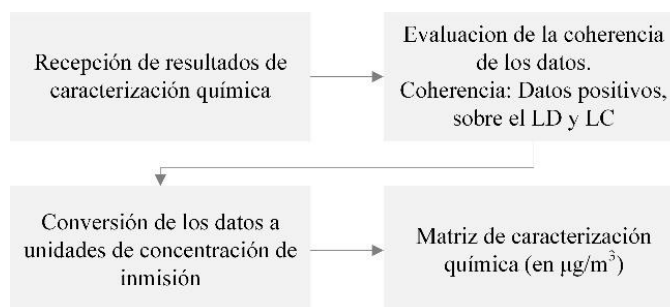 Recepción de resultados de
caracterización química
Evaluacion de la coherencia
de los datos.
Coherencia: Datos positivos,
sobre el LD y LC
Conversión de los datos a
unidades de concentración de
inmisión
Matriz de caracterización
química (en µg/m³)